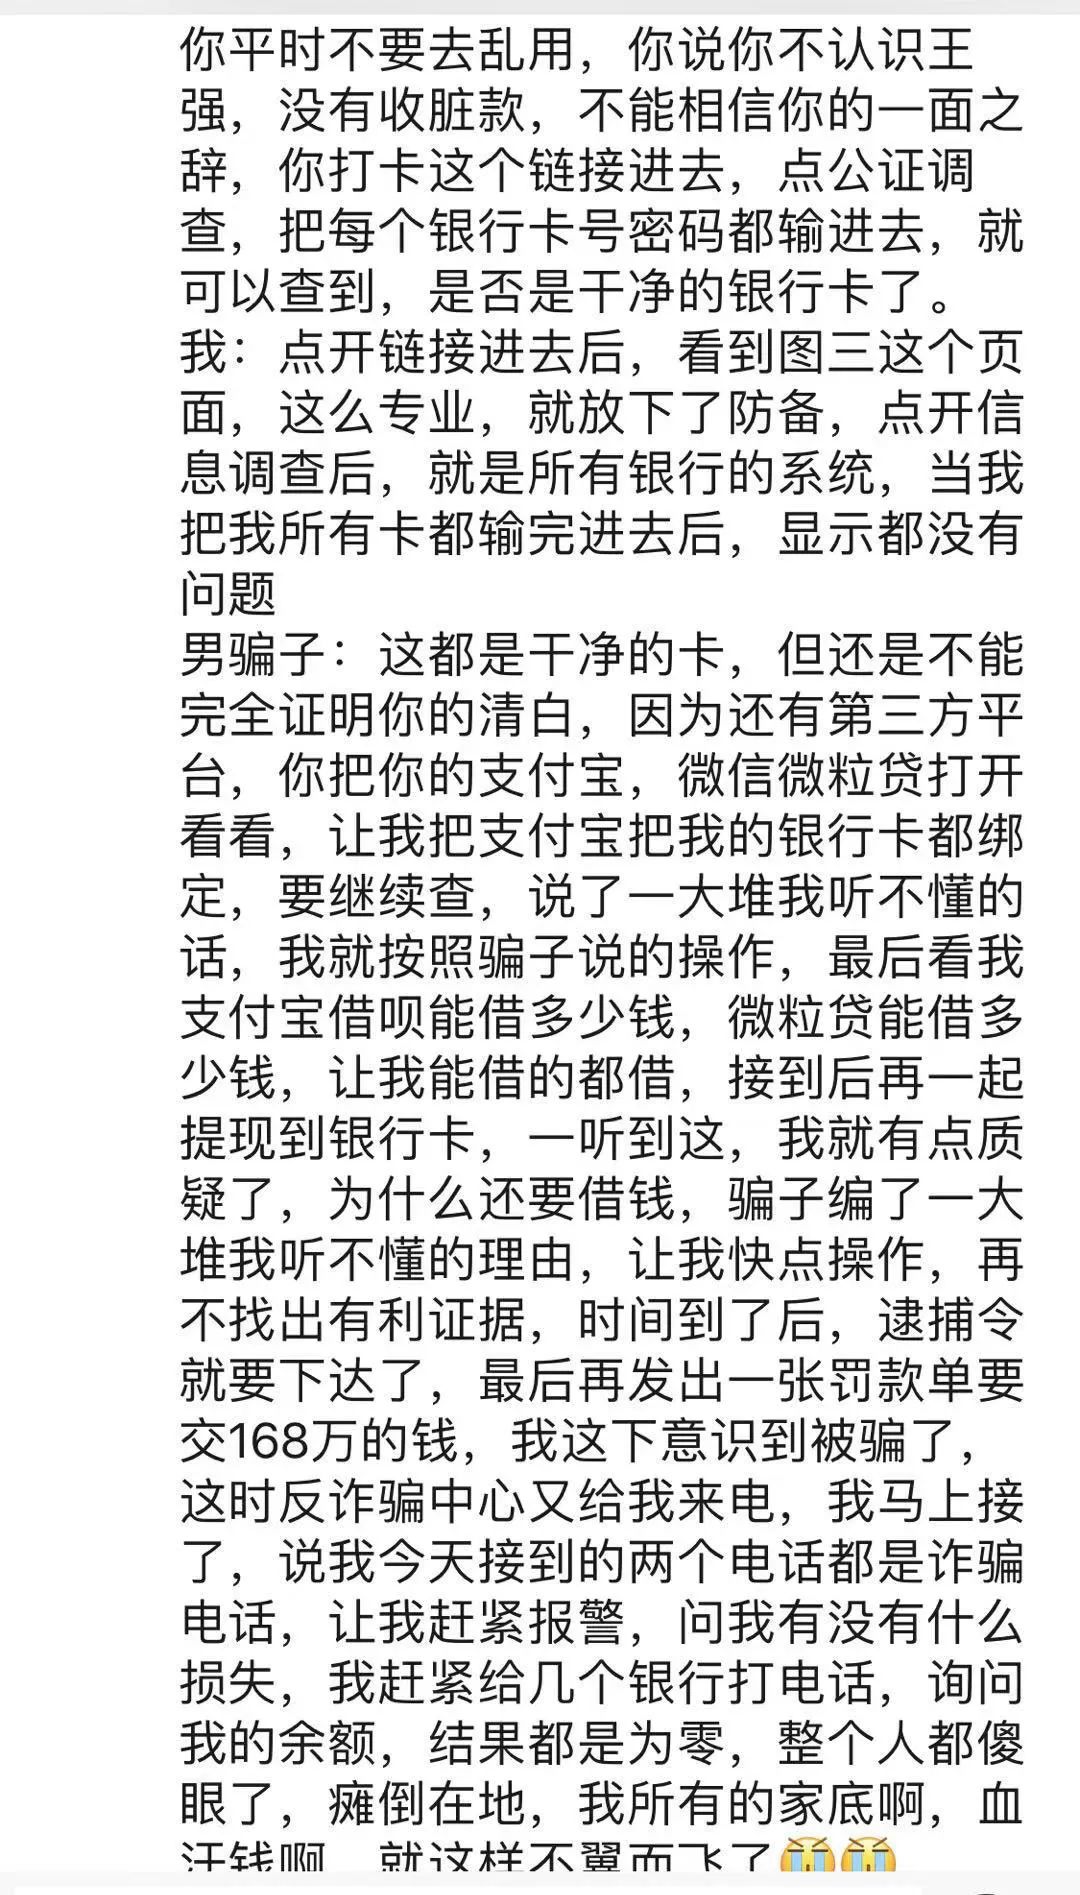 你平时不要去乱用，你说你不认识王
强，没有收脏款，不能相信你的一面之
辞，你打卡这个链接进去，点公证调
查，把每个银行卡号密码都输进去，就
可以查到，是否是干净的银行卡了。
我：点开链接进去后，看到图三这个页
面，这么专业，就放下了防备，点开信
息调查后，就是所有银行的系统，当我
把我所有卡都输完进去后，显示都没有
问题
男骗子：这都是干净的卡，但还是不能
完全证明你的清白，因为还有第三方平
台，你把你的支付宝，微信微粒贷打开
看看，让我把支付宝把我的银行卡都绑
定，要继续查，说了一大堆我听不懂的
话，我就按照骗子说的操作，最后看我
支付宝借呗能借多少钱，微粒贷能借多
少钱，让我能借的都借，接到后再一起
提现到银行卡，一听到这，我就有点质
疑了，为什么还要借钱，骗子编了一大
堆我听不懂的理由，让我快点操作，再
不找出有利证据，时间到了后，逮捕令
就要下达了，最后再发出一张罚款单要
交168万的钱，我这下意识到被骗了，
这时反诈骗中心又给我来电，我马上接
了，说我今天接到的两个电话都是诈骗
电话，让我赶紧报警，问我有没有什么
损失，我赶紧给几个银行打电话，询问
我的余额，结果都是为零，整个人都傻
眼了，瘫倒在地，我所有的家底啊，血
汗钱啊，就这样不翼而飞了😭😭